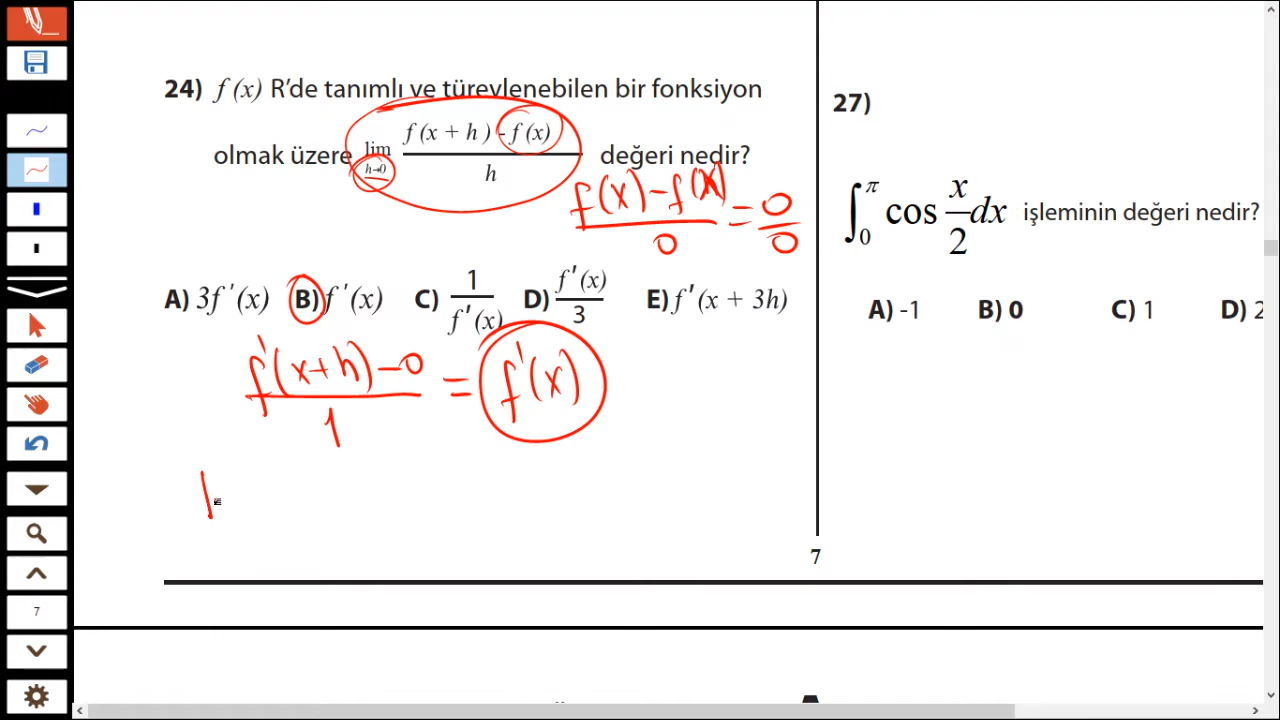 24) f (x) R'de tanımlı ve türevlenebilen bir fonksiyon
olmak üzere lim h→0 f (x + h ) - f (x) / h değeri nedir?
f(x) - f(x) / 0 = 0 / 0
A) 3f '(x) B) f '(x) C) 1 / f '(x) D) f '(x) / 3 E) f '(x + 3h)
f'(x+h) - 0 / 1 = f'(x)
7
27)
∫₀^π cos x/2 dx işleminin değeri nedir?
A) -1 B) 0 C) 1 D) 2
7